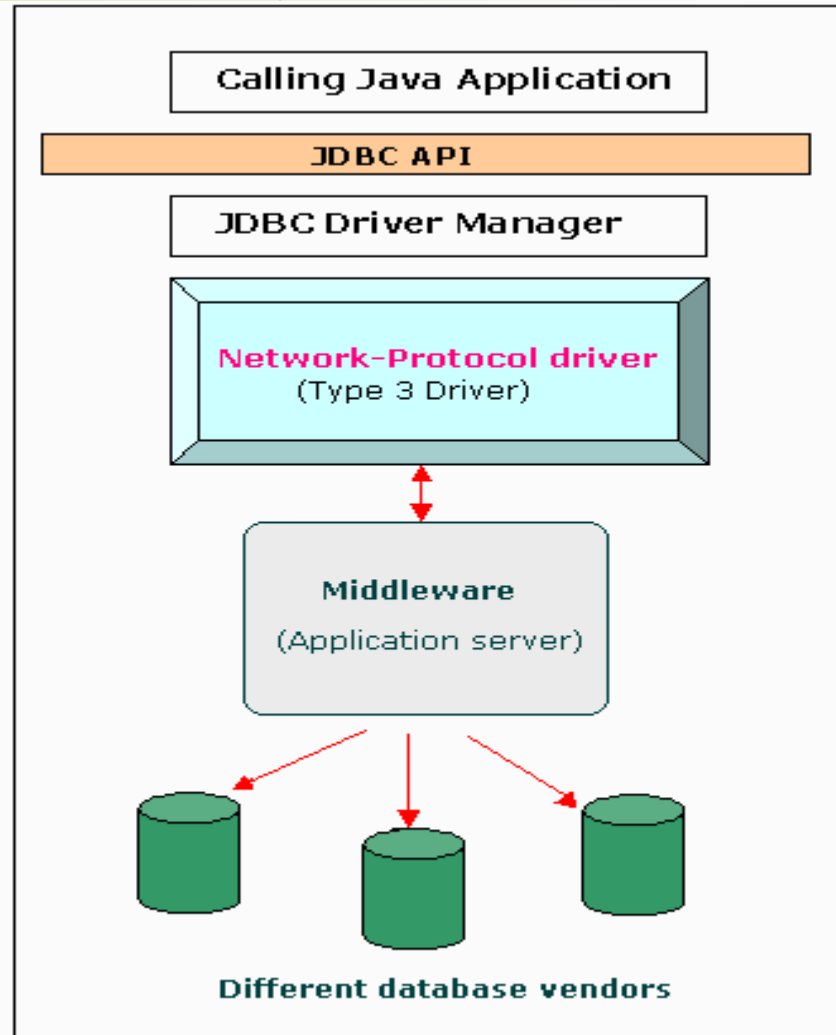 Calling Java Application
JDBC API
JDBC Driver Manager
Network-Protocol driver
(Type 3 Driver)
Middleware
(Application server)
Different database vendors